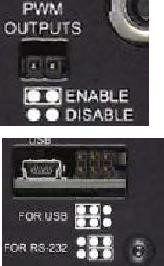 PWM
OUTPUTS
ENABLE
DISABLE
USB
FOR USB
FOR RS-232